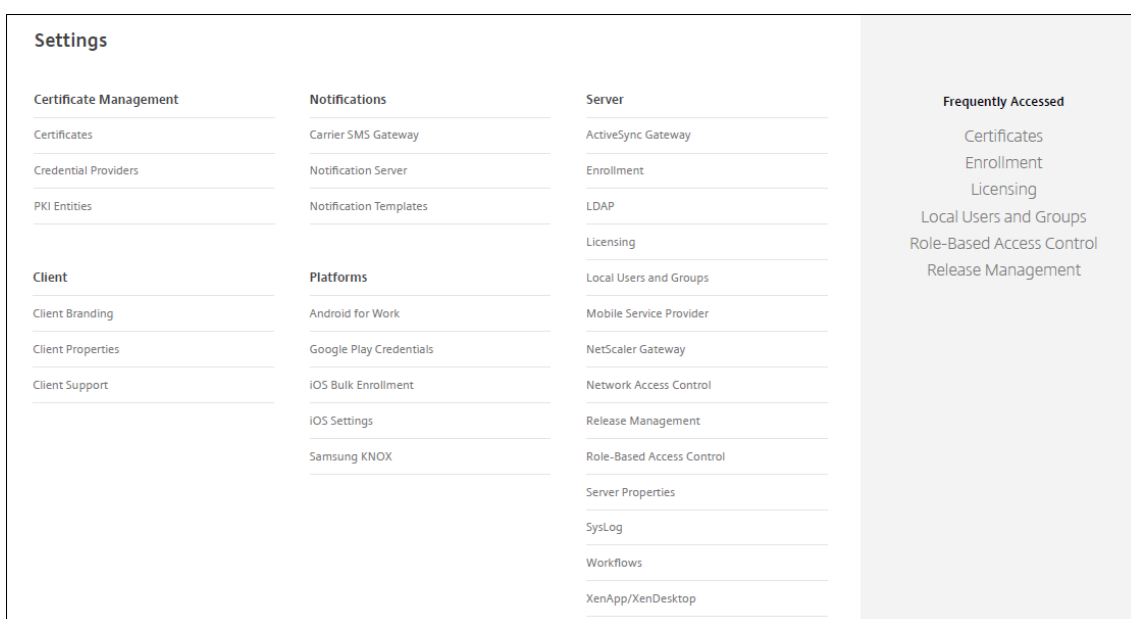 Settings
Certificate Management
Certificates
Credential Providers
PKI Entities
Client
Client Branding
Client Properties
Client Support
Notifications
Carrier SMS Gateway
Notification Server
Notification Templates
Platforms
Android for Work
Google Play Credentials
iOS Bulk Enrollment
iOS Settings
Samsung KNOX
Server
ActiveSync Gateway
Enrollment
LDAP
Licensing
Local Users and Groups
Mobile Service Provider
NetScaler Gateway
Network Access Control
Release Management
Role-Based Access Control
Server Properties
SysLog
Workflows
XenApp/XenDesktop
Frequently Accessed
Certificates
Enrollment
Licensing
Local Users and Groups
Role-Based Access Control
Release Management